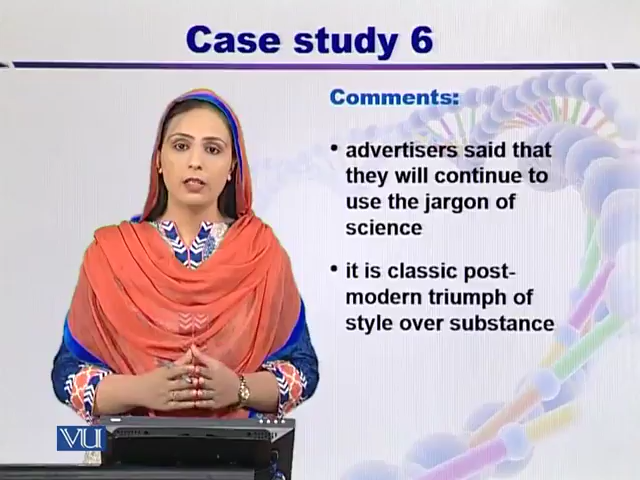 Case study 6
Comments:
• advertisers said that
they will continue to
use the jargon of
science
• it is classic post-
modern triumph of
style over substance
VU